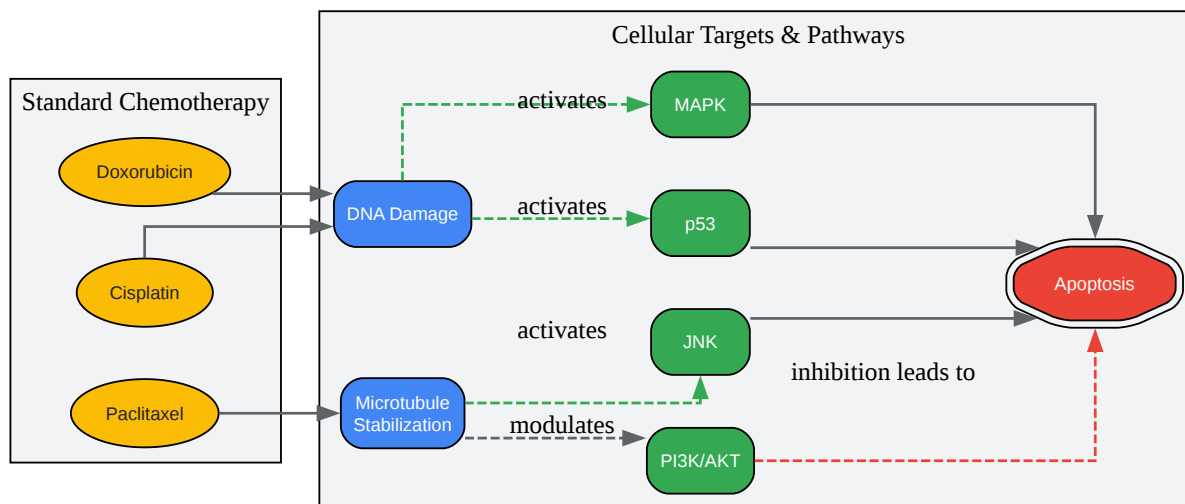 Cellular Targets & Pathways
Standard Chemotherapy
activates
MAPK
Doxorubicin
DNA Damage
activates
p53
Cisplatin
Apoptosis
activates
JNK
inhibition leads to
Paclitaxel
Microtubule
Stabilization
modulates
PI3K/AKT